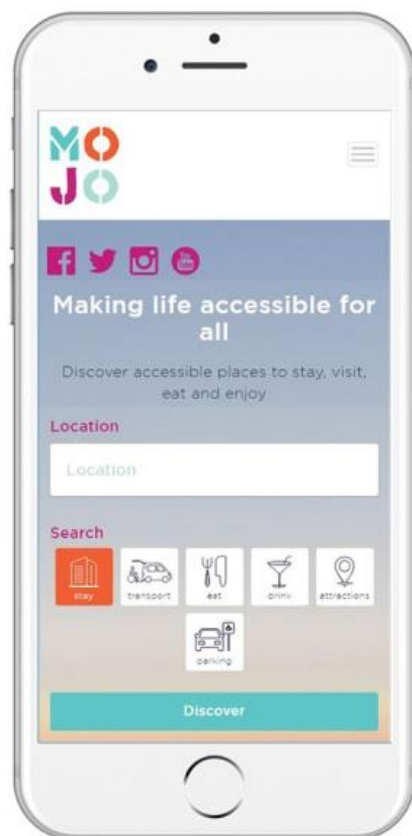 MO
JO
Making life accessible for
all
Discover accessible places to stay, visit,
eat and enjoy
Location
Location
Search
stay
transport
eat
drink
attractions
parking
Discover